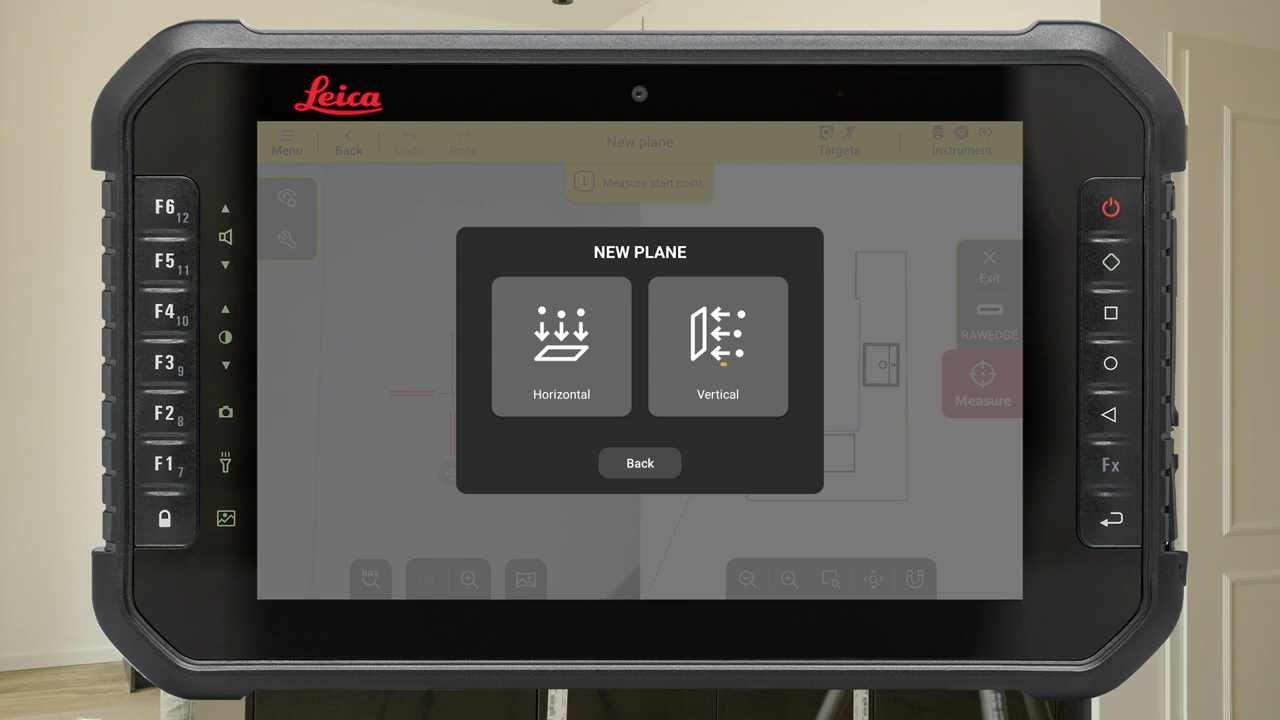 Leica
Menu
Back
Undo
Redo
New plane
Targets
Instrument
Measure start point
NEW PLANE
Horizontal
Vertical
Back
Exit
RAWEDGE
Measure
MAX
F6 12
F5 11
F4 10
F3 9
F2 8
F1 7
Fx